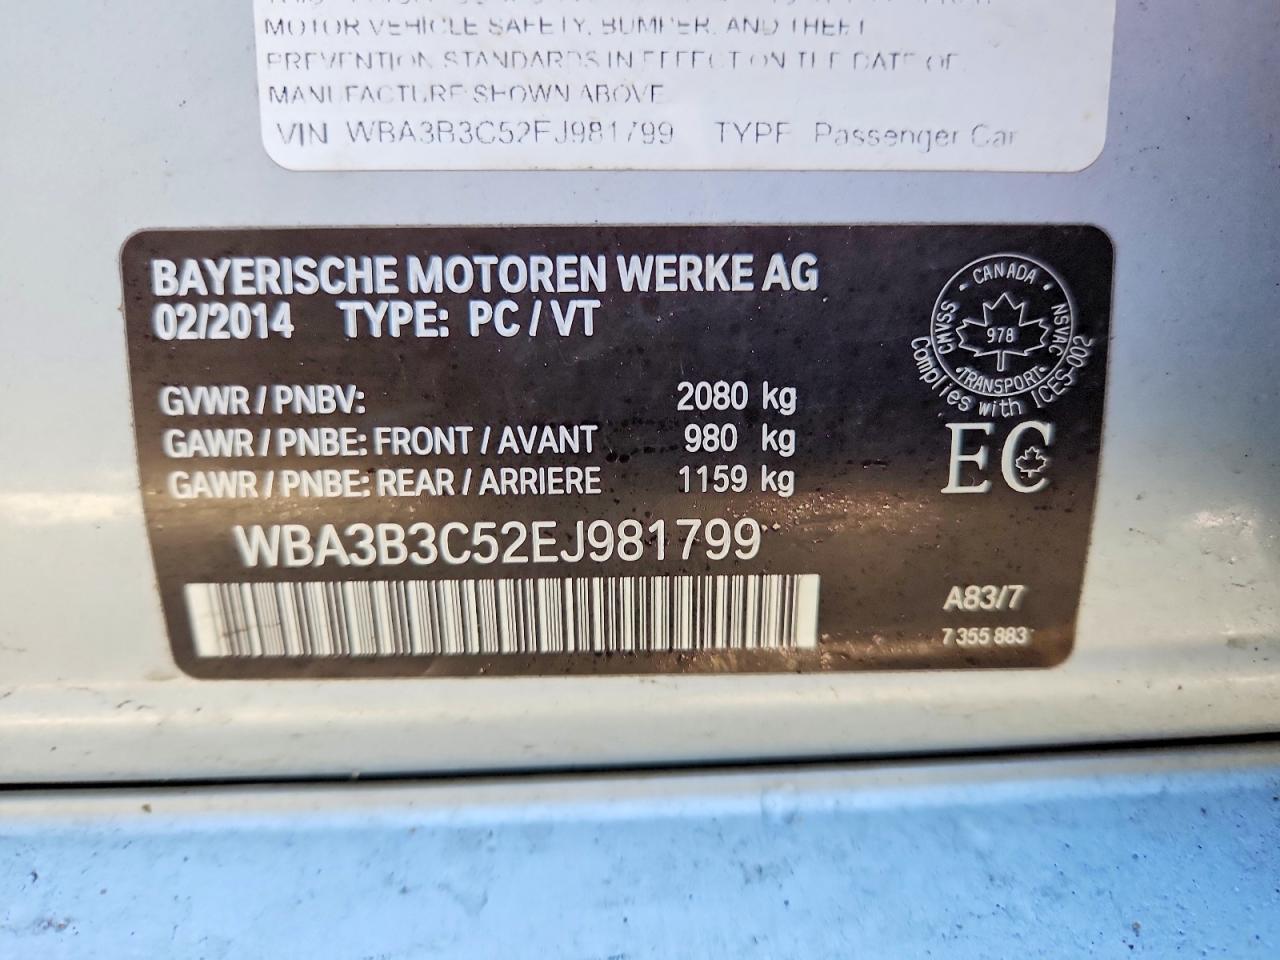 MOTOR VEHICLE SAFETY, BUMPER, AND THEFT
PREVENTION STANDARDS IN EFFECT ON THE DATE OF
MANUFACTURE SHOWN ABOVE
VIN WBA3B3C52EJ981799 TYPE Passenger Car
BAYERISCHE MOTOREN WERKE AG
02/2014 TYPE: PC / VT
GVWR / PNBV: 2080 kg
GAWR / PNBE: FRONT / AVANT 980 kg
GAWR / PNBE: REAR / ARRIERE 1159 kg
WBA3B3C52EJ981799
CANADA
CMVSS
NSVAC
978
TRANSPORT
Complies with ICES-002
EC
A83/7
7 355 883